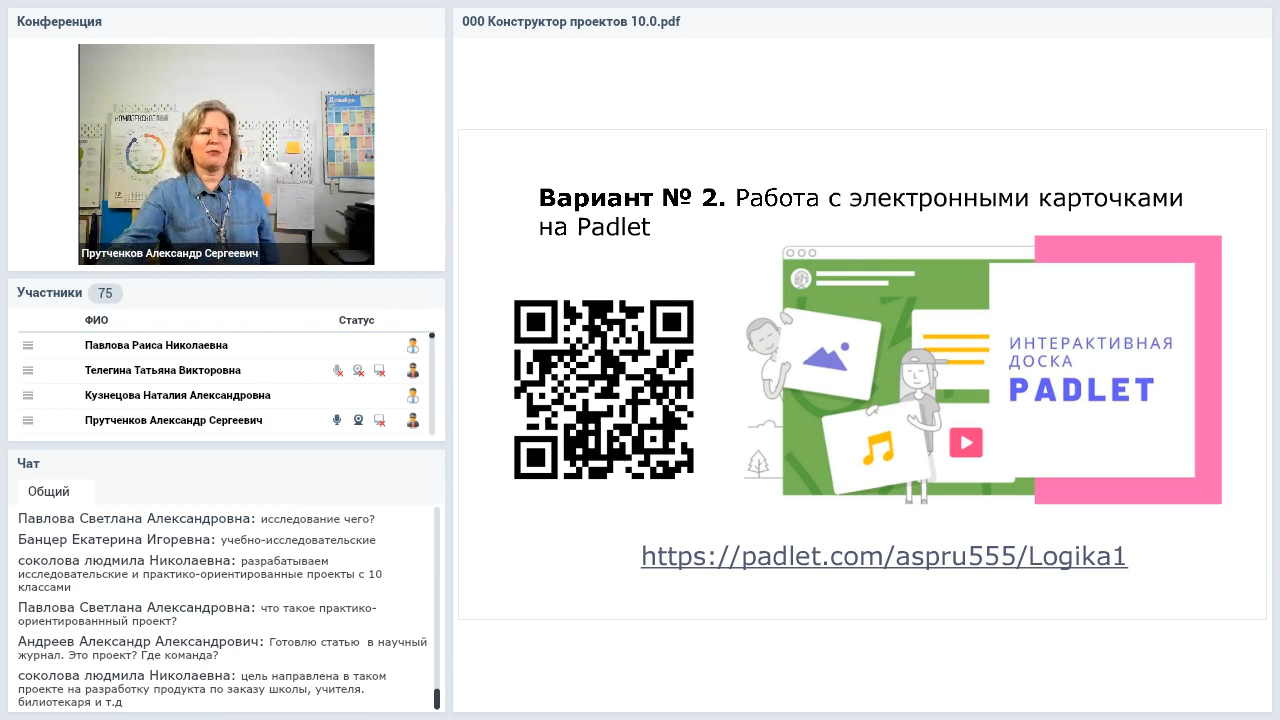 Конференция
Прутченков Александр Сергеевич
Участники 75
ФИО Статус
Павлова Раиса Николаевна
Телегина Татьяна Викторовна
Кузнецова Наталия Александровна
Прутченков Александр Сергеевич
Чат
Общий
Павлова Светлана Александровна: исследование чего?
Банцер Екатерина Игоревна: учебно-исследовательские
соколова людмила Николаевна: разрабатываем
исследовательские и практико-ориентированные проекты с 10
классами
Павлова Светлана Александровна: что такое практико-
ориентированнный проект?
Андреев Александр Александрович: Готовлю статью в научный
журнал. Это проект? Где команда?
соколова людмила Николаевна: цель направлена в таком
проекте на разработку продукта по заказу школы, учителя.
билиотекаря и т.д
000 Конструктор проектов 10.0.pdf
Вариант № 2. Работа с электронными карточками
на Padlet
ИНТЕРАКТИВНАЯ
ДОСКА
PADLET
https://padlet.com/aspru555/Logika1